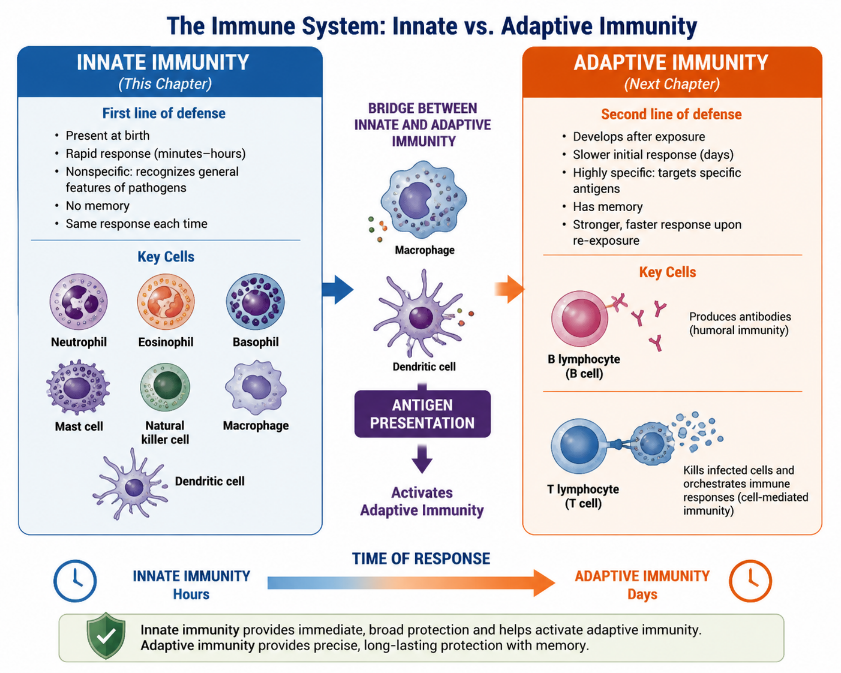 The Immune System: Innate vs. Adaptive Immunity
INNATE IMMUNITY
(This Chapter)
First line of defense
• Present at birth
• Rapid response (minutes–hours)
• Nonspecific: recognizes general
features of pathogens
• No memory
• Same response each time
Key Cells
Neutrophil
Eosinophil
Basophil
Mast cell
Natural
killer cell
Macrophage
Dendritic cell
BRIDGE BETWEEN
INNATE AND ADAPTIVE
IMMUNITY
Macrophage
Dendritic cell
ANTIGEN
PRESENTATION
Activates
Adaptive Immunity
ADAPTIVE IMMUNITY
(Next Chapter)
Second line of defense
• Develops after exposure
• Slower initial response (days)
• Highly specific: targets specific
antigens
• Has memory
• Stronger, faster response upon
re-exposure
Key Cells
B lymphocyte
(B cell)
Produces antibodies
(humoral immunity)
T lymphocyte
(T cell)
Kills infected cells and
orchestrates immune
responses (cell-mediated
immunity)
TIME OF RESPONSE
INNATE IMMUNITY
Hours
ADAPTIVE IMMUNITY
Days
Innate immunity provides immediate, broad protection and helps activate adaptive immunity.
Adaptive immunity provides precise, long-lasting protection with memory.